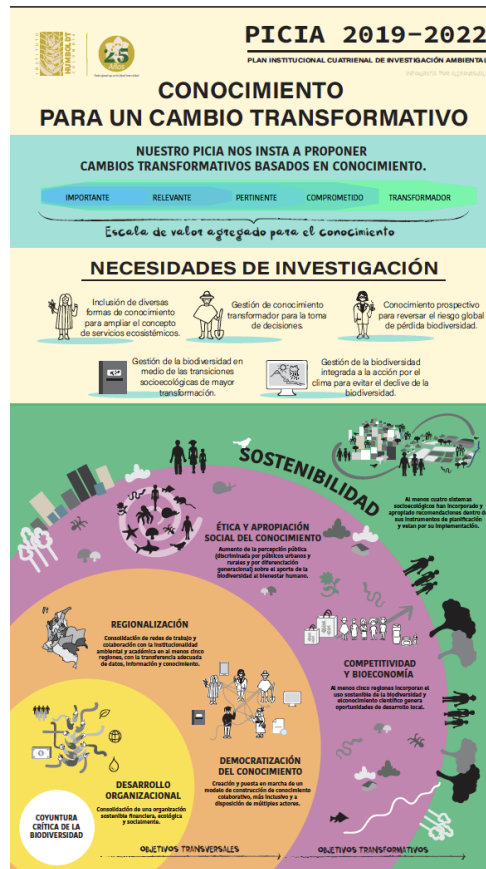 INSTITUTO
HUMBOLDT
COLOMBIA
25
Años
PICIA 2019-2022
PLAN INSTITUCIONAL CUATRIENAL DE INVESTIGACIÓN AMBIENTAL
CONOCIMIENTO
PARA UN CAMBIO TRANSFORMATIVO
NUESTRO PICIA NOS INSTA A PROPONER
CAMBIOS TRANSFORMATIVOS BASADOS EN CONOCIMIENTO.
IMPORTANTE RELEVANTE PERTINENTE COMPROMETIDO TRANSFORMADOR
Escala de valor agregado para el conocimiento
NECESIDADES DE INVESTIGACIÓN
Inclusión de diversas
formas de conocimiento
para ampliar el concepto
de servicios ecosistémicos.
Gestión de conocimiento
transformador para la toma
de decisiones.
Conocimiento prospectivo
para reversar el riesgo global
de pérdida biodiversidad.
Gestión de la biodiversidad en
medio de las transiciones
socioecológicas de mayor
transformación.
Gestión de la biodiversidad
integrada a la acción por el
clima para evitar el declive de la
biodiversidad.
SOSTENIBILIDAD
Al menos cuatro sistemas
socioecológicos han incorporado y
apropiado recomendaciones dentro de
sus instrumentos de planificación
y velan por su implementación.
ÉTICA Y APROPIACIÓN
SOCIAL DEL CONOCIMIENTO
Aumento de la percepción pública
(discriminada por públicos urbanos y
rurales y por diferenciación
generacional) sobre el aporte de la
biodiversidad al bienestar humano.
REGIONALIZACIÓN
Consolidación de redes de trabajo y
colaboración con la institucionalidad
ambiental y académica en al menos cinco
regiones, con la transferencia adecuada
de datos, información y conocimiento.
COMPETITIVIDAD
Y BIOECONOMÍA
Al menos cinco regiones incorporan el
uso sostenible de la biodiversidad y
el conocimiento científico genera
oportunidades de desarrollo local.
DEMOCRATIZACIÓN
DEL CONOCIMIENTO
Creación y puesta en marcha de un
modelo de construcción de conocimiento
colaborativo, más inclusivo y a
disposición de múltiples actores.
DESARROLLO
ORGANIZACIONAL
Consolidación de una organización
sostenible financiera, ecológica
y socialmente.
COYUNTURA
CRÍTICA DE LA
BIODIVERSIDAD
OBJETIVOS TRANSVERSALES
OBJETIVOS TRANSFORMATIVOS